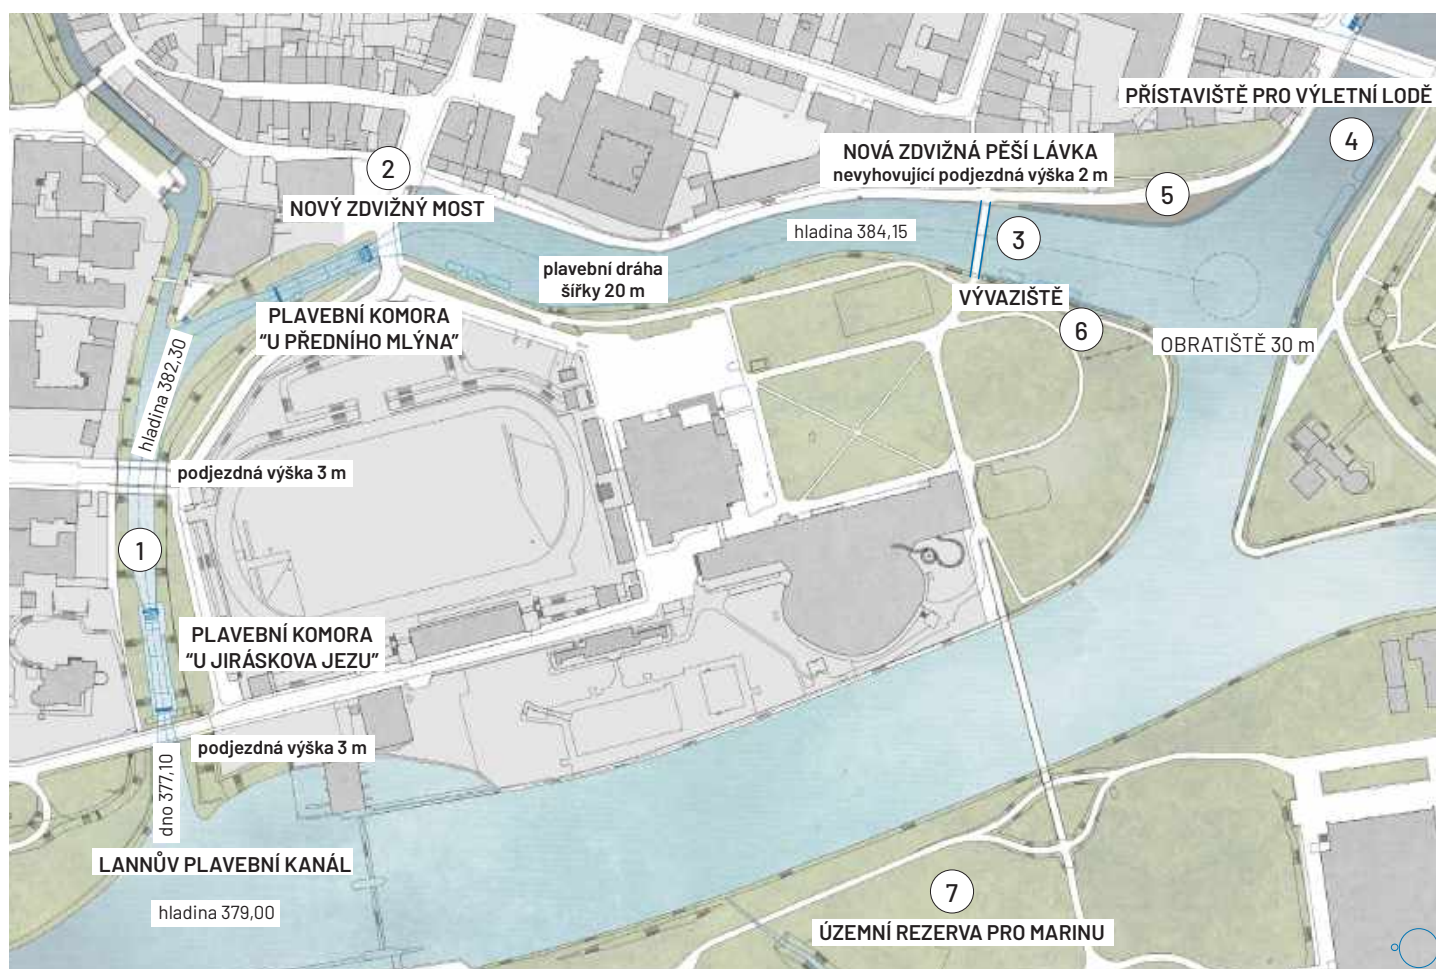 PŘÍSTAVIŠTĚ PRO VÝLETNÍ LODĚ
4
2
NOVÁ ZDVIŽNÁ PĚŠÍ LÁVKA
nevyhovující podjezdná výška 2 m
5
NOVÝ ZDVIŽNÝ MOST
hladina 384,15
3
plavební dráha
šířky 20 m
VÝVAZIŠTĚ
6
PLAVEBNÍ KOMORA
"U PŘEDNÍHO MLÝNA"
OBRATIŠTĚ 30 m
hladina 382,30
podjezdná výška 3 m
1
PLAVEBNÍ KOMORA
"U JIRÁSKOVA JEZU"
podjezdná výška 3 m
dno 377,10
LANNŮV PLAVEBNÍ KANÁL
hladina 379,00
7
ÚZEMNÍ REZERVA PRO MARINU